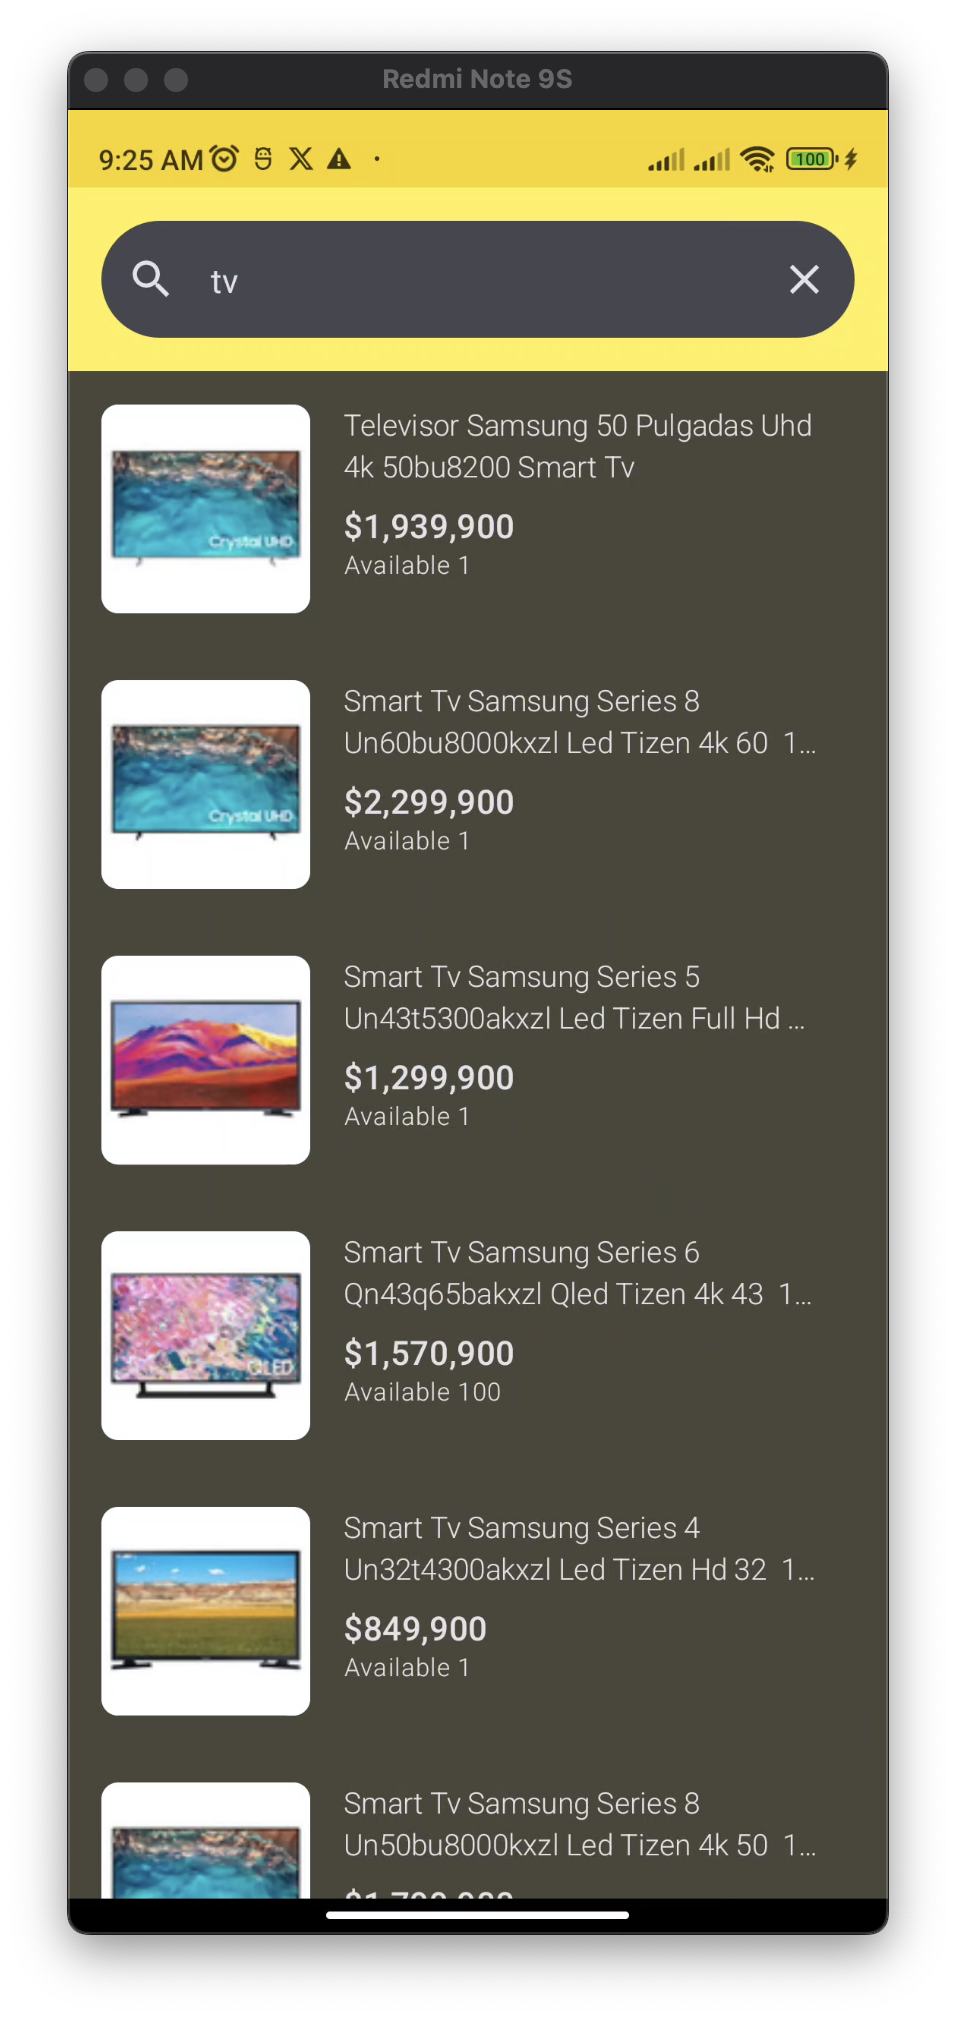 Redmi Note 9S
9:25 AM
100
tv
Televisor Samsung 50 Pulgadas Uhd
4k 50bu8200 Smart Tv
$1,939,900
Available 1
Crystal UHD
Smart Tv Samsung Series 8
Un60bu8000kxzl Led Tizen 4k 60 1...
$2,299,900
Available 1
Crystal UHD
Smart Tv Samsung Series 5
Un43t5300akxzl Led Tizen Full Hd ...
$1,299,900
Available 1
Smart Tv Samsung Series 6
Qn43q65bakxzl Qled Tizen 4k 43 1...
$1,570,900
Available 100
QLED
Smart Tv Samsung Series 4
Un32t4300akxzl Led Tizen Hd 32 1...
$849,900
Available 1
Smart Tv Samsung Series 8
Un50bu8000kxzl Led Tizen 4k 50 1...